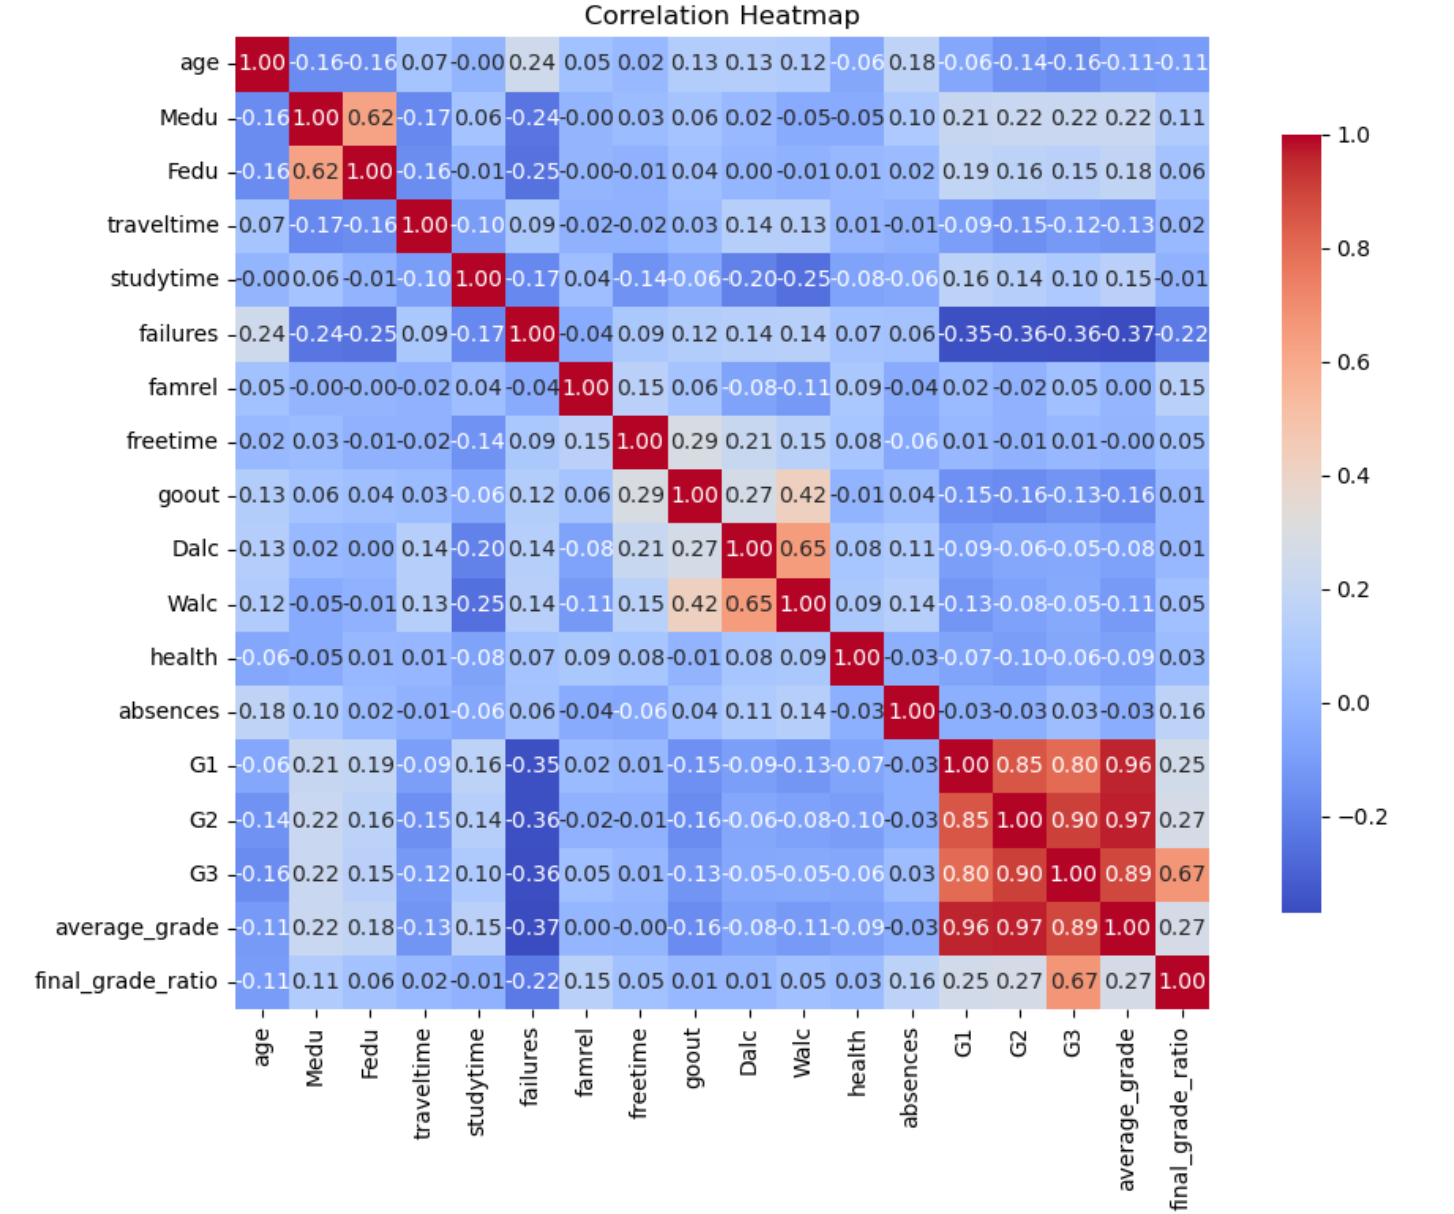 Correlation Heatmap
age 1.00 -0.16 -0.16 0.07 -0.00 0.24 0.05 0.02 0.13 0.13 0.12 -0.06 0.18 -0.06 -0.14 -0.16 -0.11 -0.11
Medu -0.16 1.00 0.62 -0.17 0.06 -0.24 -0.00 0.03 0.06 0.02 -0.05 -0.05 0.10 0.21 0.22 0.22 0.22 0.11
Fedu -0.16 0.62 1.00 -0.16 -0.01 -0.25 -0.00 -0.01 0.04 0.00 -0.01 0.01 0.02 0.19 0.16 0.15 0.18 0.06
traveltime 0.07 -0.17 -0.16 1.00 -0.10 0.09 -0.02 -0.02 0.03 0.14 0.13 0.01 -0.01 -0.09 -0.15 -0.12 -0.13 0.02
studytime -0.00 0.06 -0.01 -0.10 1.00 -0.17 0.04 -0.14 -0.06 -0.20 -0.25 -0.08 -0.06 0.16 0.14 0.10 0.15 -0.01
failures 0.24 -0.24 -0.25 0.09 -0.17 1.00 -0.04 0.09 0.12 0.14 0.14 0.07 0.06 -0.35 -0.36 -0.36 -0.37 -0.22
famrel 0.05 -0.00 -0.00 -0.02 0.04 -0.04 1.00 0.15 0.06 -0.08 -0.11 0.09 -0.04 0.02 -0.02 0.05 0.00 0.15
freetime 0.02 0.03 -0.01 -0.02 -0.14 0.09 0.15 1.00 0.29 0.21 0.15 0.08 -0.06 0.01 -0.01 0.01 -0.00 0.05
goout 0.13 0.06 0.04 0.03 -0.06 0.12 0.06 0.29 1.00 0.27 0.42 -0.01 0.04 -0.15 -0.16 -0.13 -0.16 0.01
Dalc 0.13 0.02 0.00 0.14 -0.20 0.14 -0.08 0.21 0.27 1.00 0.65 0.08 0.11 -0.09 -0.06 -0.05 -0.08 0.01
Walc 0.12 -0.05 -0.01 0.13 -0.25 0.14 -0.11 0.15 0.42 0.65 1.00 0.09 0.14 -0.13 -0.08 -0.05 -0.11 0.05
health -0.06 -0.05 0.01 0.01 -0.08 0.07 0.09 0.08 -0.01 0.08 0.09 1.00 -0.03 -0.07 -0.10 -0.06 -0.09 0.03
absences 0.18 0.10 0.02 -0.01 -0.06 0.06 -0.04 -0.06 0.04 0.11 0.14 -0.03 1.00 -0.03 -0.03 0.03 -0.03 0.16
G1 -0.06 0.21 0.19 -0.09 0.16 -0.35 0.02 0.01 -0.15 -0.09 -0.13 -0.07 -0.03 1.00 0.85 0.80 0.96 0.25
G2 -0.14 0.22 0.16 -0.15 0.14 -0.36 -0.02 -0.01 -0.16 -0.06 -0.08 -0.10 -0.03 0.85 1.00 0.90 0.97 0.27
G3 -0.16 0.22 0.15 -0.12 0.10 -0.36 0.05 0.01 -0.13 -0.05 -0.05 -0.06 0.03 0.80 0.90 1.00 0.89 0.67
average_grade -0.11 0.22 0.18 -0.13 0.15 -0.37 0.00 -0.00 -0.16 -0.08 -0.11 -0.09 -0.03 0.96 0.97 0.89 1.00 0.27
final_grade_ratio -0.11 0.11 0.06 0.02 -0.01 -0.22 0.15 0.05 0.01 0.01 0.05 0.03 0.16 0.25 0.27 0.67 0.27 1.00
age Medu Fedu traveltime studytime failures famrel freetime goout Dalc Walc health absences G1 G2 G3 average_grade final_grade_ratio
1.0
0.8
0.6
0.4
0.2
0.0
−0.2